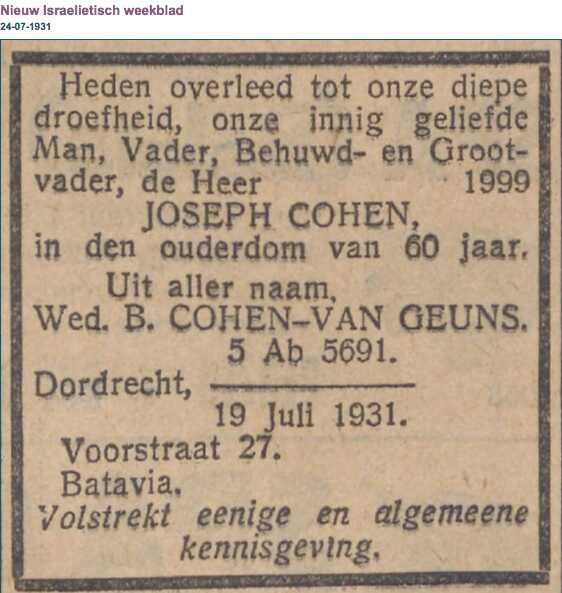 Nieuw Israelietisch weekblad
24-07-1931
Heden overleed tot onze diepe
droefheid, onze innig geliefde
Man, Vader, Behuwd- en Groot-
vader, de Heer 1999
JOSEPH COHEN,
in den ouderdom van 60 jaar.
Uit aller naam,
Wed. B. COHEN-VAN GEUNS.
5 Ab 5691.
Dordrecht,
19 Juli 1931.
Voorstraat 27.
Batavia.
Volstrekt eenige en algemeene
kennisgeving.